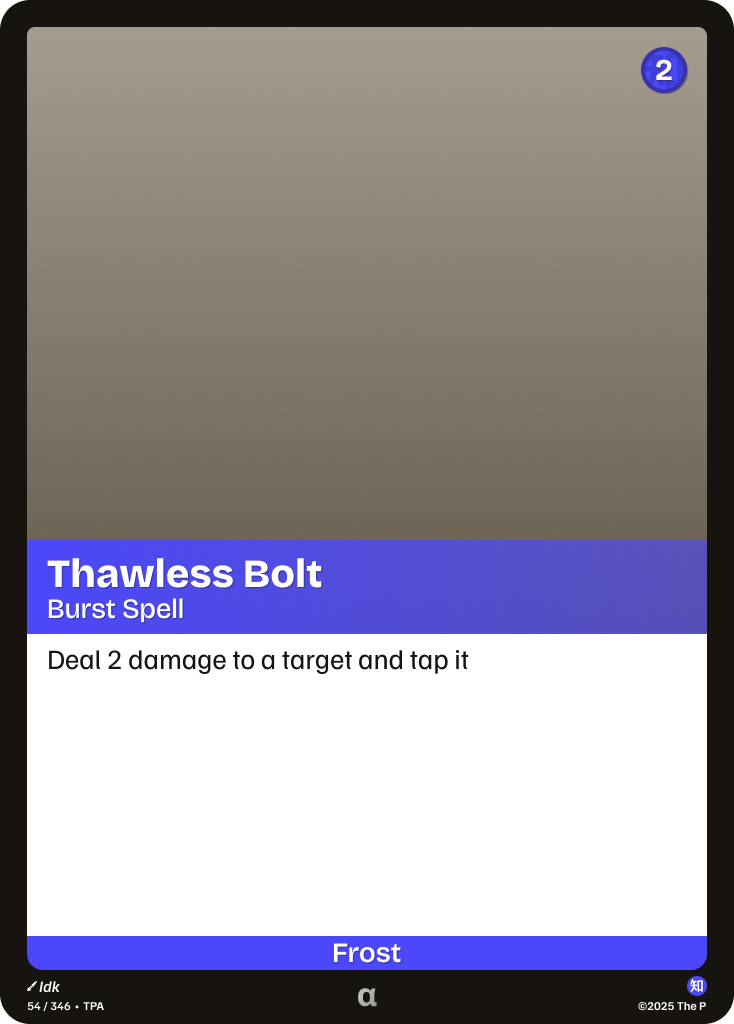 2
Thawless Bolt
Burst Spell
Deal 2 damage to a target and tap it
Frost
Idk
54 / 346 • TPA
α
知
©2025 The P